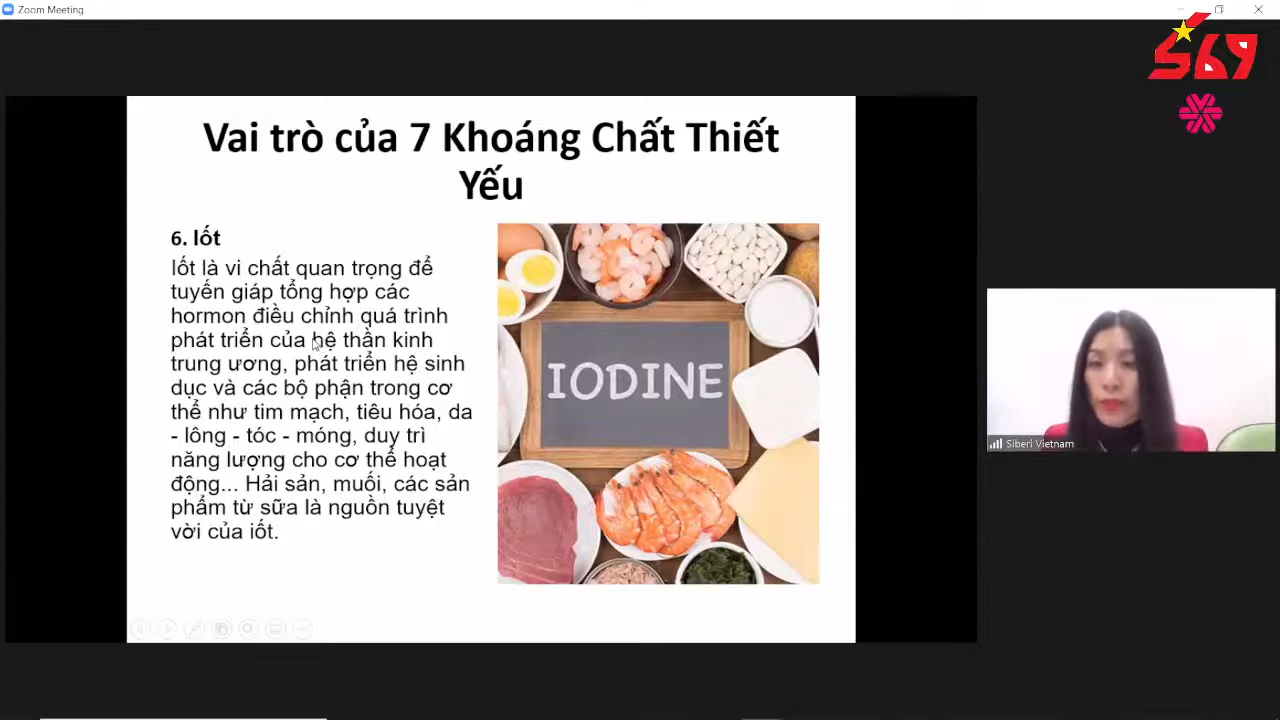 Zoom Meeting
S69
Vai trò của 7 Khoáng Chất Thiết
Yếu
6. Iốt
Iốt là vi chất quan trọng để
tuyến giáp tổng hợp các
hormon điều chỉnh quá trình
phát triển của hệ thần kinh
trung ương, phát triển hệ sinh
dục và các bộ phận trong cơ
thể như tim mạch, tiêu hóa, da
- lông - tóc - móng, duy trì
năng lượng cho cơ thể hoạt
động... Hải sản, muối, các sản
phẩm từ sữa là nguồn tuyệt
vời của iốt.
IODINE
Siberi Vietnam